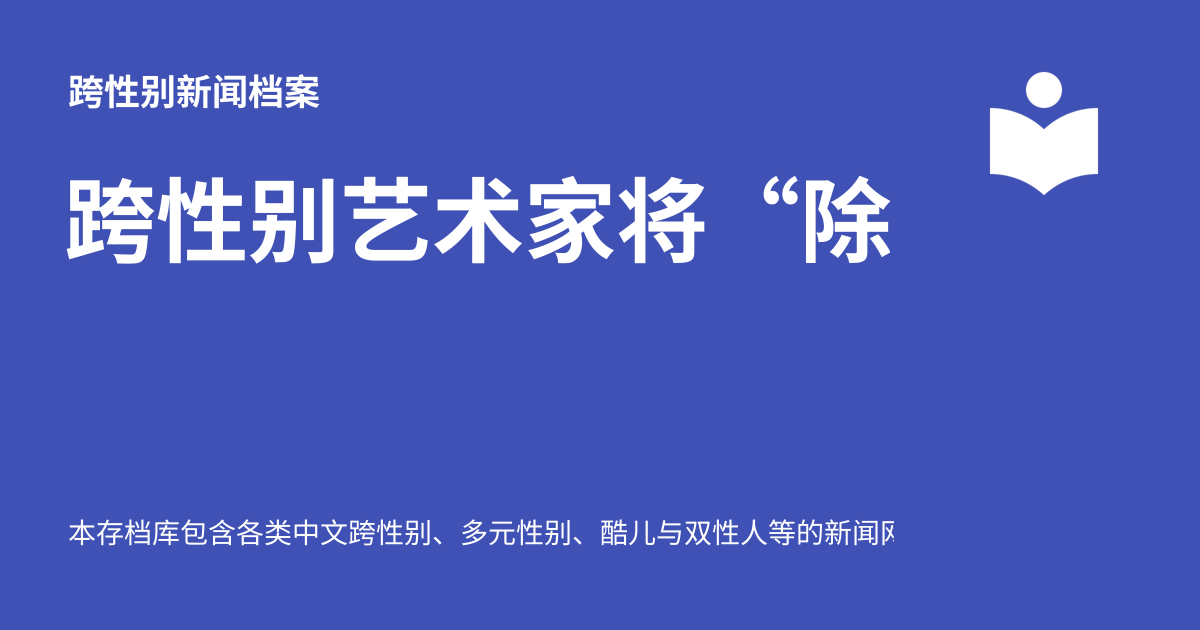 跨性别新闻档案
跨性别艺术家将“除
本存档库包含各类中文跨性别、多元性别、酷儿与双性人等的新闻